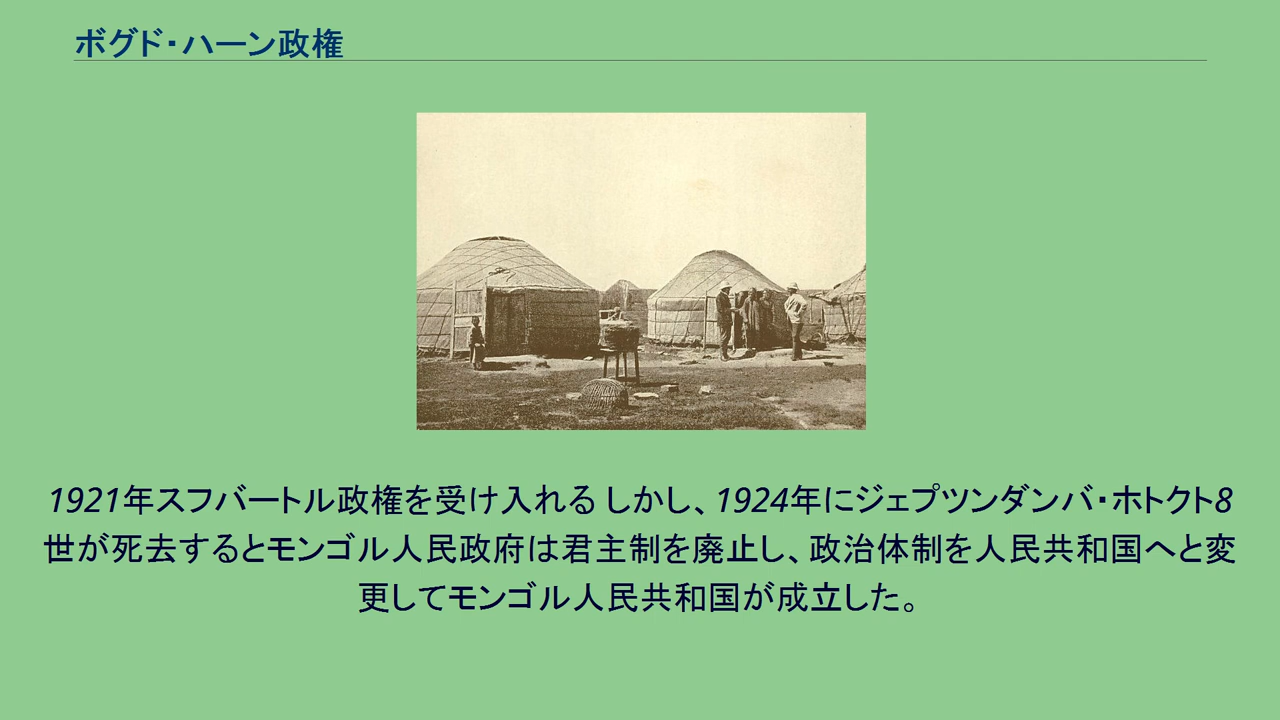 ボグド・ハーン政権
1921年スフバートル政権を受け入れる しかし、1924年にジェプツンダンバ・ホトクト8
世が死去するとモンゴル人民政府は君主制を廃止し、政治体制を人民共和国へと変
更してモンゴル人民共和国が成立した。